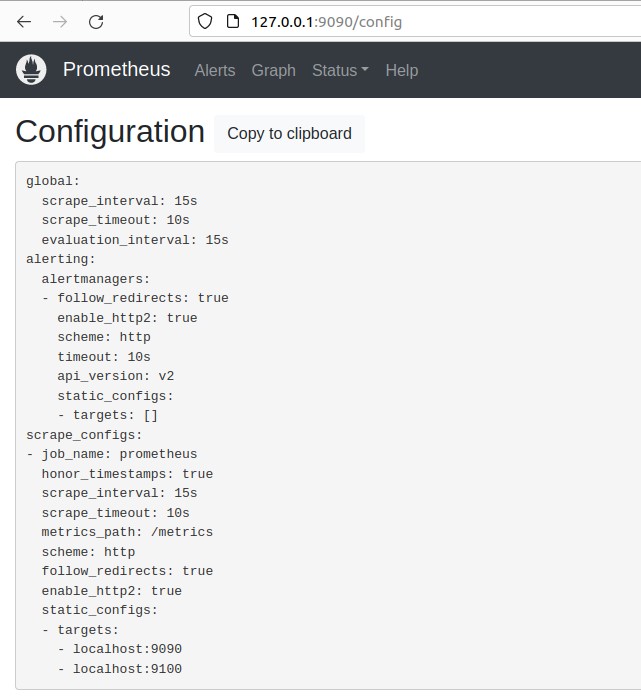 127.0.0.1:9090/config
Prometheus Alerts Graph Status Help
Configuration Copy to clipboard
global:
  scrape_interval: 15s
  scrape_timeout: 10s
  evaluation_interval: 15s
alerting:
  alertmanagers:
  - follow_redirects: true
    enable_http2: true
    scheme: http
    timeout: 10s
    api_version: v2
    static_configs:
    - targets: []
scrape_configs:
- job_name: prometheus
  honor_timestamps: true
  scrape_interval: 15s
  scrape_timeout: 10s
  metrics_path: /metrics
  scheme: http
  follow_redirects: true
  enable_http2: true
  static_configs:
  - targets:
    - localhost:9090
    - localhost:9100